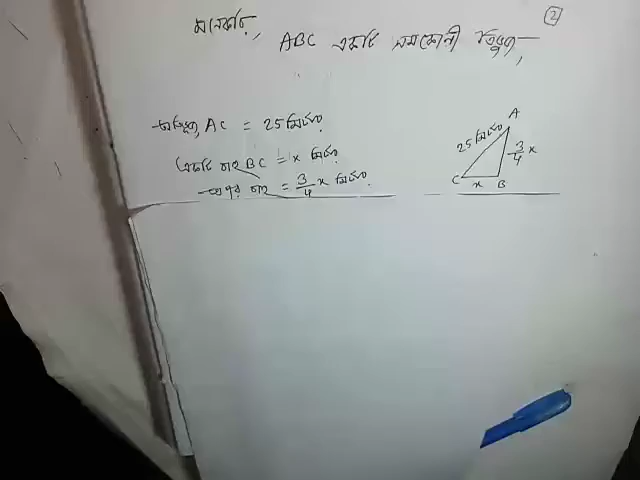 ②
মনেকরি,
ABC একটি সমকোনী ত্রিভুজ,
অতিভুজ, AC = 25 মিটার.
একটি বাহু BC = x মিটার.
অপর বাহু = 3/4 x মিটার.
A
25 মিটার
3/4 x
C x B